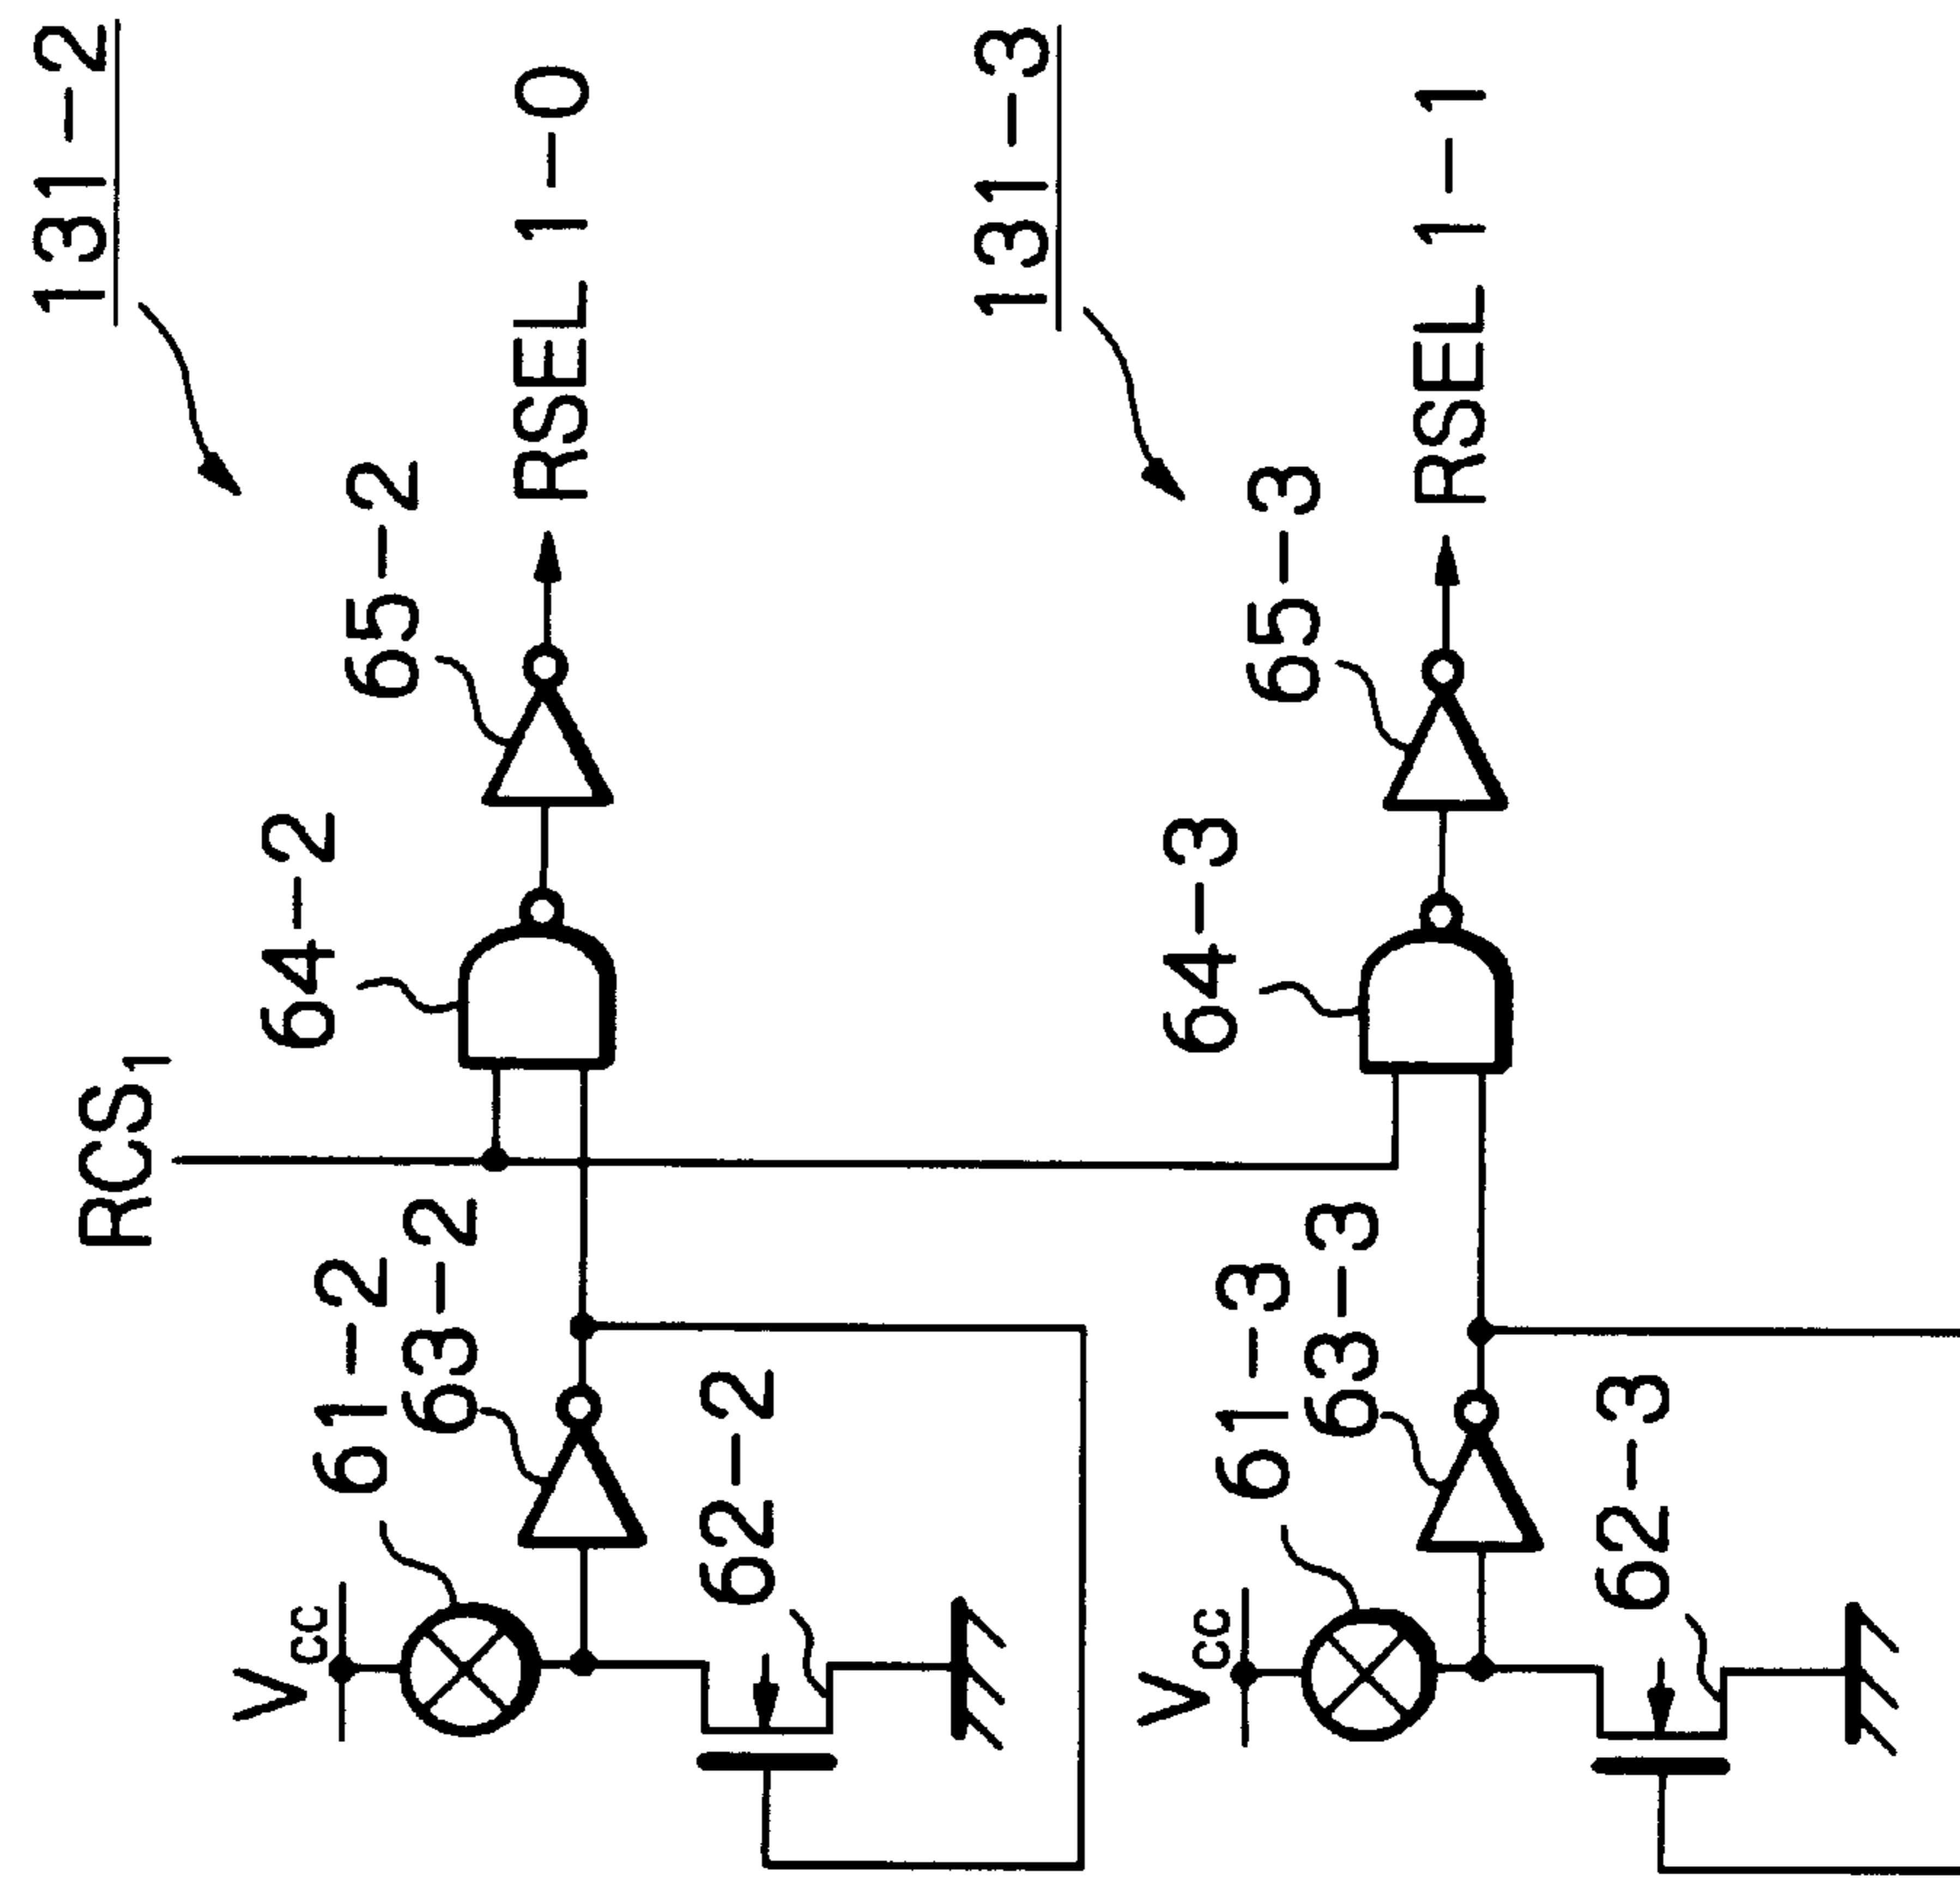 131-2
RSEL 1-0
65-2
64-2
RCS1
61-2
63-2
62-2
Vcc
131-3
RSEL 1-1
65-3
64-3
61-3
63-3
62-3
Vcc